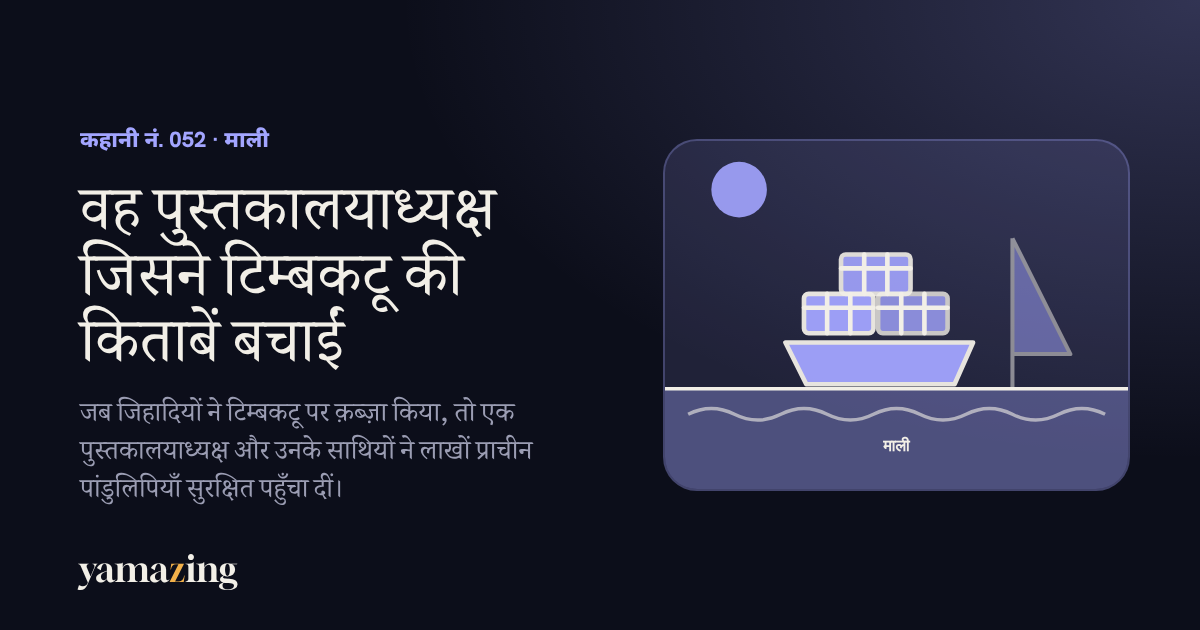 कहानी नं. 052 · माली
वह पुस्तकालयाध्यक्ष
जिसने टिम्बकटू की
किताबें बचाईं
जब जिहादियों ने टिम्बकटू पर क़ब्ज़ा किया, तो एक
पुस्तकालयाध्यक्ष और उनके साथियों ने लाखों प्राचीन
पांडुलिपियाँ सुरक्षित पहुँचा दीं।
माली
yamazing